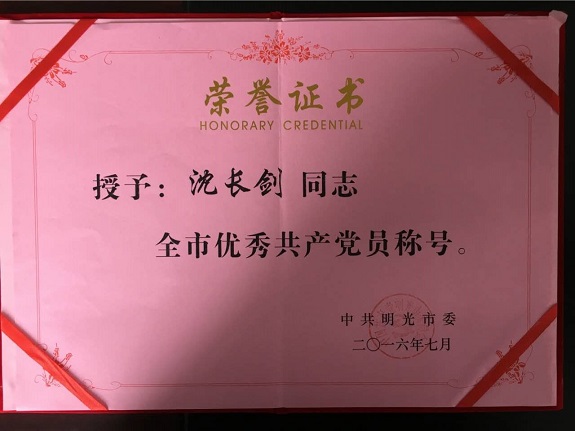 荣誉证书
HONORARY CREDENTIAL
授予：沈长剑 同志
全市优秀共产党员称号。
中共明光市委
二〇一六年七月